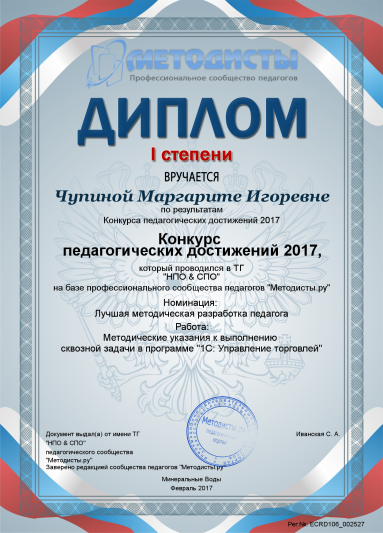 МЕТОДИСТЫ
Профессиональное сообщество педагогов
ДИПЛОМ
I степени
ВРУЧАЕТСЯ
Чупиной Маргарите Игоревне
по результатам
Конкурса педагогических достижений 2017
Конкурс
педагогических достижений 2017,
который проводился в ТГ
"НПО & СПО"
на базе профессионального сообщества педагогов "Методисты.ру"
Номинация:
Лучшая методическая разработка педагога
Работа:
Методические указания к выполнению
сквозной задачи в программе "1С: Управление торговлей"
Методисты.ру
Документ выдал(а) от имени ТГ
Иванская С. А.
"НПО & СПО"
педагогического сообщества
"Методисты.ру"
Заверено редакцией сообщества педагогов "Методисты.ру"
Минеральные Воды
Февраль 2017
Рег.№ ECRD106_002527